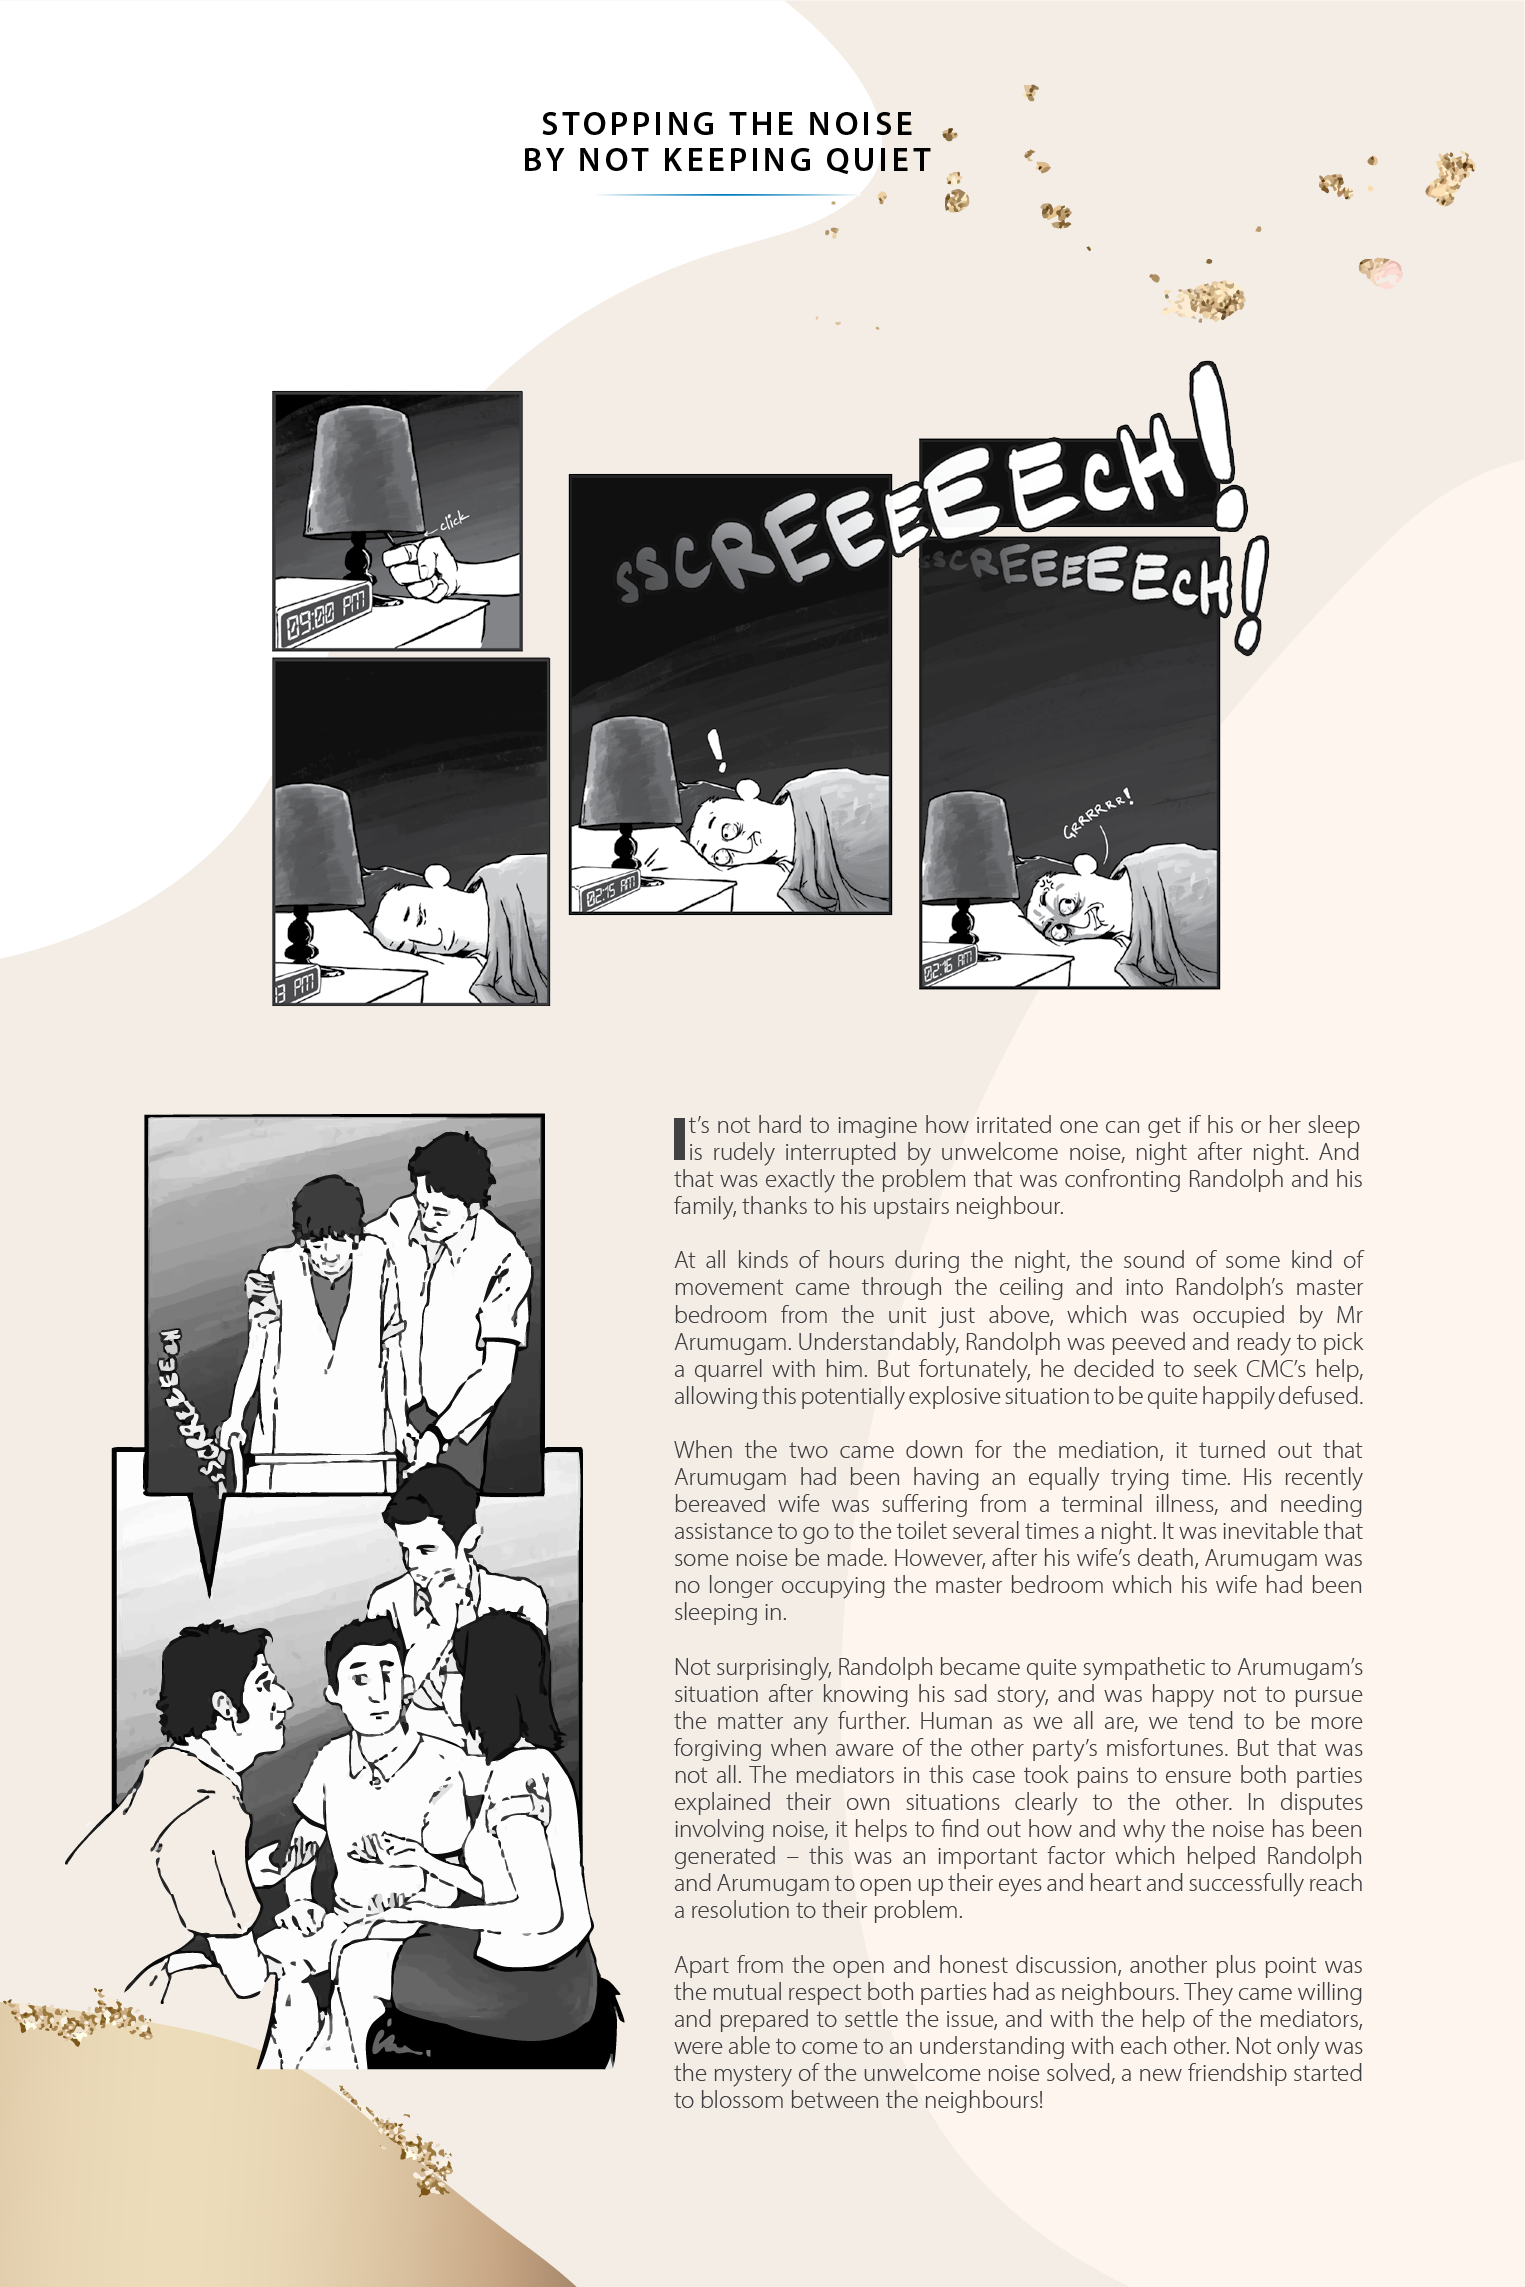 STOPPING THE NOISE
BY NOT KEEPING QUIET
click
09:00 PM
3 PM
SSCREEEEEECH!
!
02:15 AM
SSCREEEEEECH!
GRRRRRR!
02:16 AM
SSCREEEEECH
It’s not hard to imagine how irritated one can get if his or her sleep
is rudely interrupted by unwelcome noise, night after night. And
that was exactly the problem that was confronting Randolph and his
family, thanks to his upstairs neighbour.
At all kinds of hours during the night, the sound of some kind of
movement came through the ceiling and into Randolph’s master
bedroom from the unit just above, which was occupied by Mr
Arumugam. Understandably, Randolph was peeved and ready to pick
a quarrel with him. But fortunately, he decided to seek CMC’s help,
allowing this potentially explosive situation to be quite happily defused.
When the two came down for the mediation, it turned out that
Arumugam had been having an equally trying time. His recently
bereaved wife was suffering from a terminal illness, and needing
assistance to go to the toilet several times a night. It was inevitable that
some noise be made. However, after his wife’s death, Arumugam was
no longer occupying the master bedroom which his wife had been
sleeping in.
Not surprisingly, Randolph became quite sympathetic to Arumugam’s
situation after knowing his sad story, and was happy not to pursue
the matter any further. Human as we all are, we tend to be more
forgiving when aware of the other party’s misfortunes. But that was
not all. The mediators in this case took pains to ensure both parties
explained their own situations clearly to the other. In disputes
involving noise, it helps to find out how and why the noise has been
generated – this was an important factor which helped Randolph
and Arumugam to open up their eyes and heart and successfully reach
a resolution to their problem.
Apart from the open and honest discussion, another plus point was
the mutual respect both parties had as neighbours. They came willing
and prepared to settle the issue, and with the help of the mediators,
were able to come to an understanding with each other. Not only was
the mystery of the unwelcome noise solved, a new friendship started
to blossom between the neighbours!